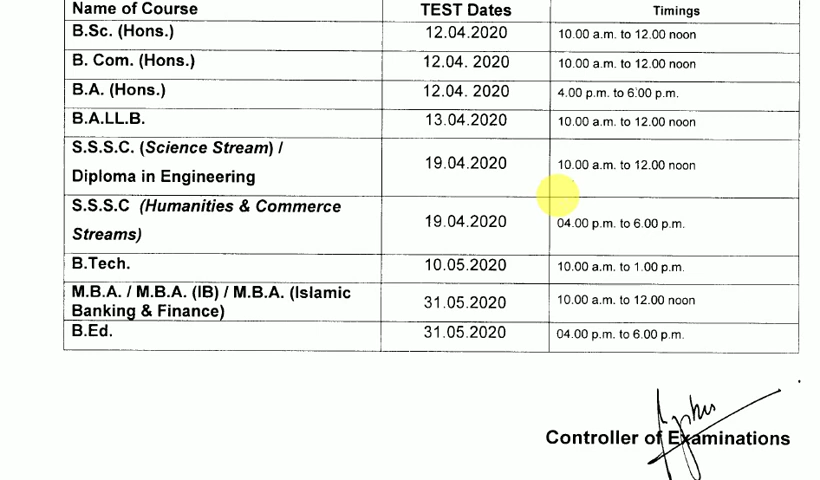 Name of Course TEST Dates Timings
B.Sc. (Hons.) 12.04.2020 10.00 a.m. to 12.00 noon
B. Com. (Hons.) 12.04. 2020 10.00 a.m. to 12.00 noon
B.A. (Hons.) 12.04. 2020 4.00 p.m. to 6:00 p.m.
B.A.LL.B. 13.04.2020 10.00 a.m. to 12.00 noon
S.S.S.C. (Science Stream) /
Diploma in Engineering 19.04.2020 10.00 a.m. to 12.00 noon
S.S.S.C (Humanities & Commerce
Streams) 19.04.2020 04.00 p.m. to 6.00 p.m.
B.Tech. 10.05.2020 10.00 a.m. to 1.00 p.m.
M.B.A. / M.B.A. (IB) / M.B.A. (Islamic
Banking & Finance) 31.05.2020 10.00 a.m. to 12.00 noon
B.Ed. 31.05.2020 04.00 p.m. to 6.00 p.m.
Controller of Examinations